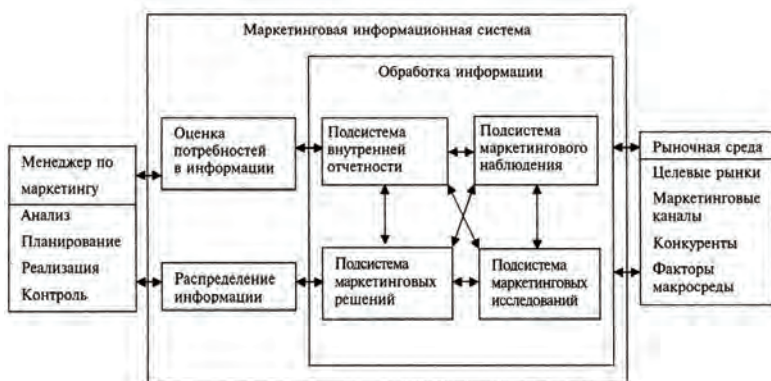 Маркетинговая информационная система
Обработка информации
Менеджер по
маркетингу
Анализ
Планирование
Реализация
Контроль
Оценка
потребностей
в информации
Распределение
информации
Подсистема
внутренней
отчетности
Подсистема
маркетингового
наблюдения
Подсистема
маркетинговых
решений
Подсистема
маркетинговых
исследований
Рыночная среда
Целевые рынки
Маркетинговые
каналы
Конкуренты
Факторы
макросреды